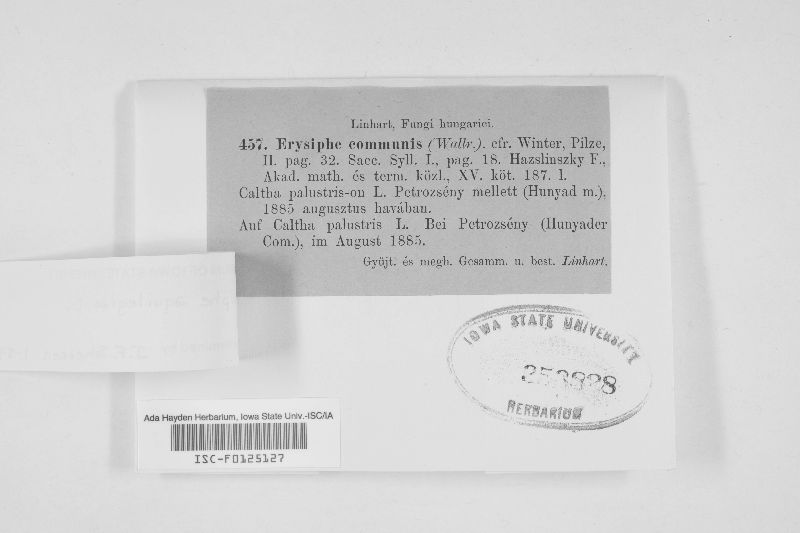 Linhart, Fungi hungarici.
457. Erysiphe communis (Wallr.). cfr. Winter, Pilze,
II. pag. 32. Sacc. Syll. I., pag. 18. Hazslinszky F.,
Akad. math. és term. közl., XV. köt. 187. l.
Caltha palustris-on L. Petrozsény mellett (Hunyad m.),
1885 augusztus havában.
Auf Caltha palustris L. Bei Petrozsény (Hunyader
Com.), im August 1885.
Gyűjt. és megh. Gesamm. u. best. Linhart.
IOWA STATE UNIVERSITY
HERBARIUM
Ada Hayden Herbarium, Iowa State Univ.-ISC/IA
ISC-F0125127